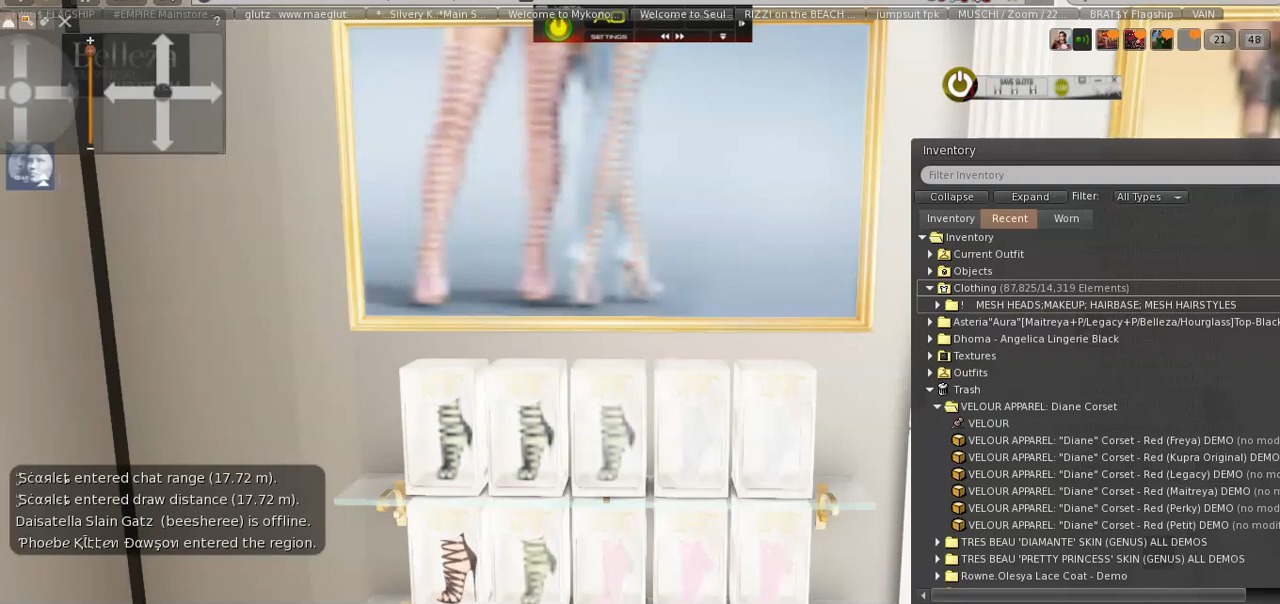 #EMPIRE Mainstore
glutz . www.maeglut...
*...Silvery K..*Main S...
Welcome to Mykono...
Welcome to Seul
RIZZI on the BEACH ...
jumpsuit fpk
MUSCHI / Zoom / 22...
BRAT$Y Flagship
VAIN
SETTINGS
21
48
Belleza
SAVE SLOTS
Inventory
Filter Inventory
Collapse
Expand
Filter:
All Types
Inventory
Recent
Worn
Inventory
Current Outfit
Objects
Clothing (87,825/14,319 Elements)
! MESH HEADS;MAKEUP; HAIRBASE; MESH HAIRSTYLES
Asteria"Aura"[Maitreya+P/Legacy+P/Belleza/Hourglass]Top-Black
Dhoma - Angelica Lingerie Black
Textures
Outfits
Trash
VELOUR APPAREL: Diane Corset
VELOUR
VELOUR APPAREL: "Diane" Corset - Red (Freya) DEMO (no mod
VELOUR APPAREL: "Diane" Corset - Red (Kupra Original) DEMO
VELOUR APPAREL: "Diane" Corset - Red (Legacy) DEMO (no mo
VELOUR APPAREL: "Diane" Corset - Red (Maitreya) DEMO (no m
VELOUR APPAREL: "Diane" Corset - Red (Perky) DEMO (no mod
VELOUR APPAREL: "Diane" Corset - Red (Petit) DEMO (no modif
TRES BEAU 'DIAMANTE' SKIN (GENUS) ALL DEMOS
TRES BEAU 'PRETTY PRINCESS' SKIN (GENUS) ALL DEMOS
Rowne.Olesya Lace Coat - Demo
entered chat range (17.72 m).
entered draw distance (17.72 m).
Daisatella Slain Gatz (beesheree) is offline.
entered the region.